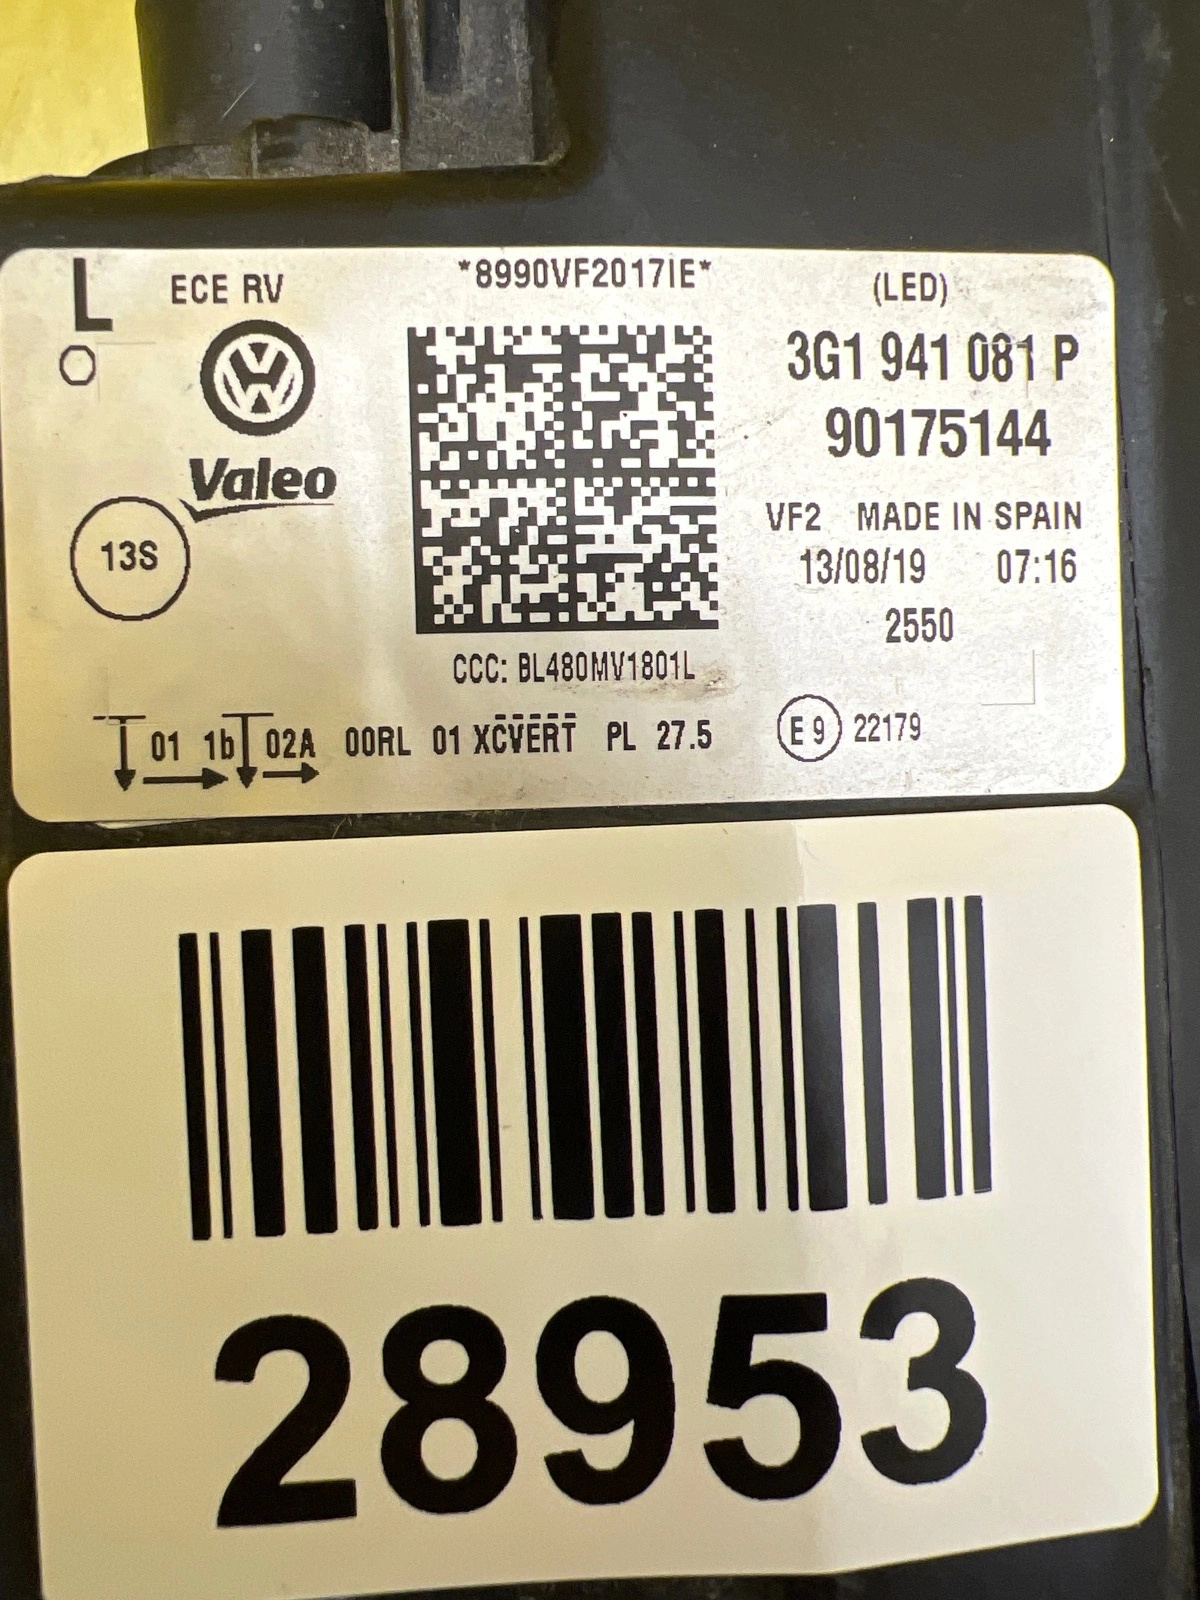 L
ECE RV
*8990VF2017IE*
(LED)
3G1 941 081 P
90175144
Valeo
13S
VF2 MADE IN SPAIN
13/08/19 07:16
2550
CCC: BL480MV1801L
01 1b 02A 00RL 01 XCVERT PL 27.5
E9 22179
28953